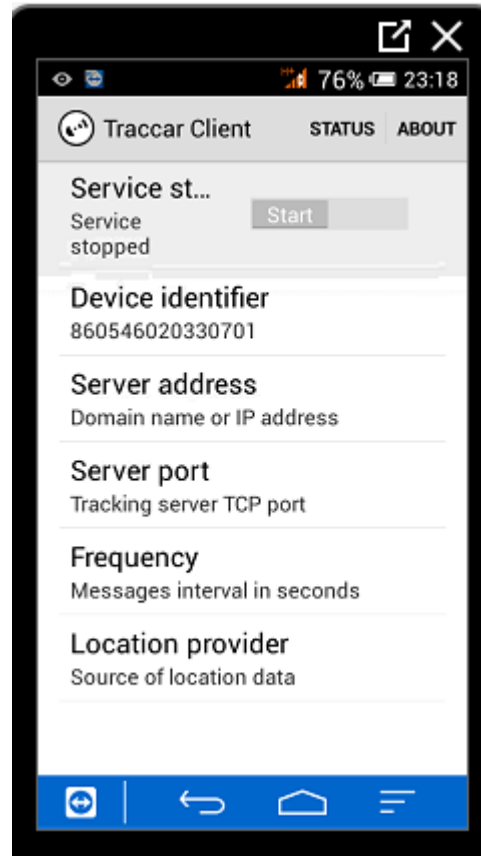 76% 23:18
Traccar Client STATUS ABOUT
Service st...
Start
Service
stopped
Device identifier
860546020330701
Server address
Domain name or IP address
Server port
Tracking server TCP port
Frequency
Messages interval in seconds
Location provider
Source of location data